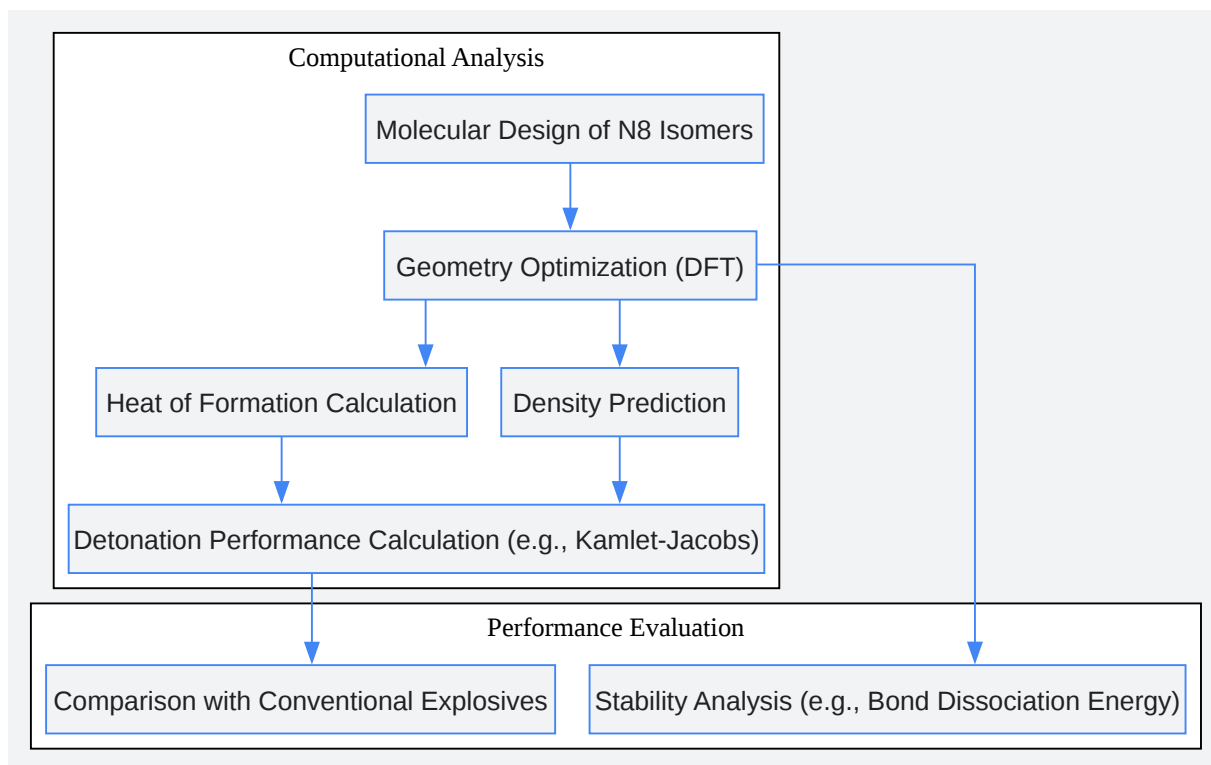 Computational Analysis
Molecular Design of N8 Isomers
Geometry Optimization (DFT)
Heat of Formation Calculation
Density Prediction
Detonation Performance Calculation (e.g., Kamlet-Jacobs)
Performance Evaluation
Comparison with Conventional Explosives
Stability Analysis (e.g., Bond Dissociation Energy)